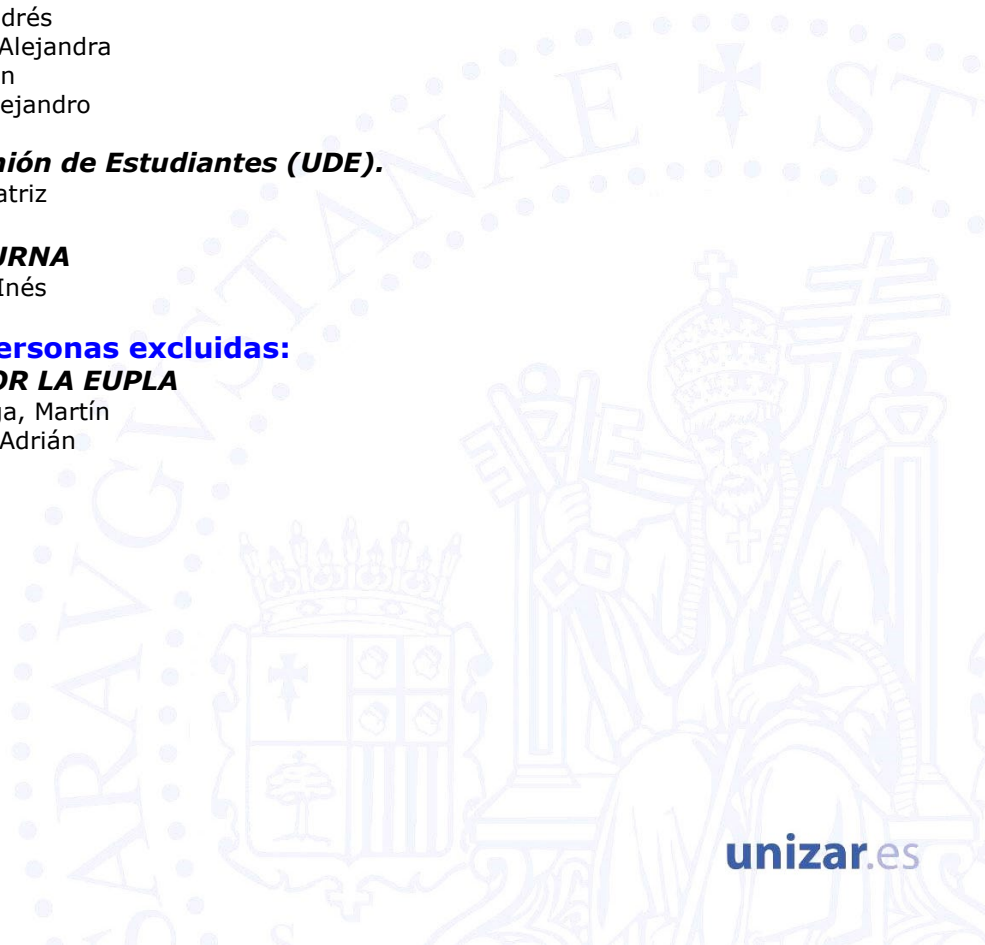 drés
Alejandra
n
ejandro
nión de Estudiantes (UDE).
atriz
URNA
Inés
ersonas excluidas:
OR LA EUPLA
ga, Martín
Adrián
unizar.es